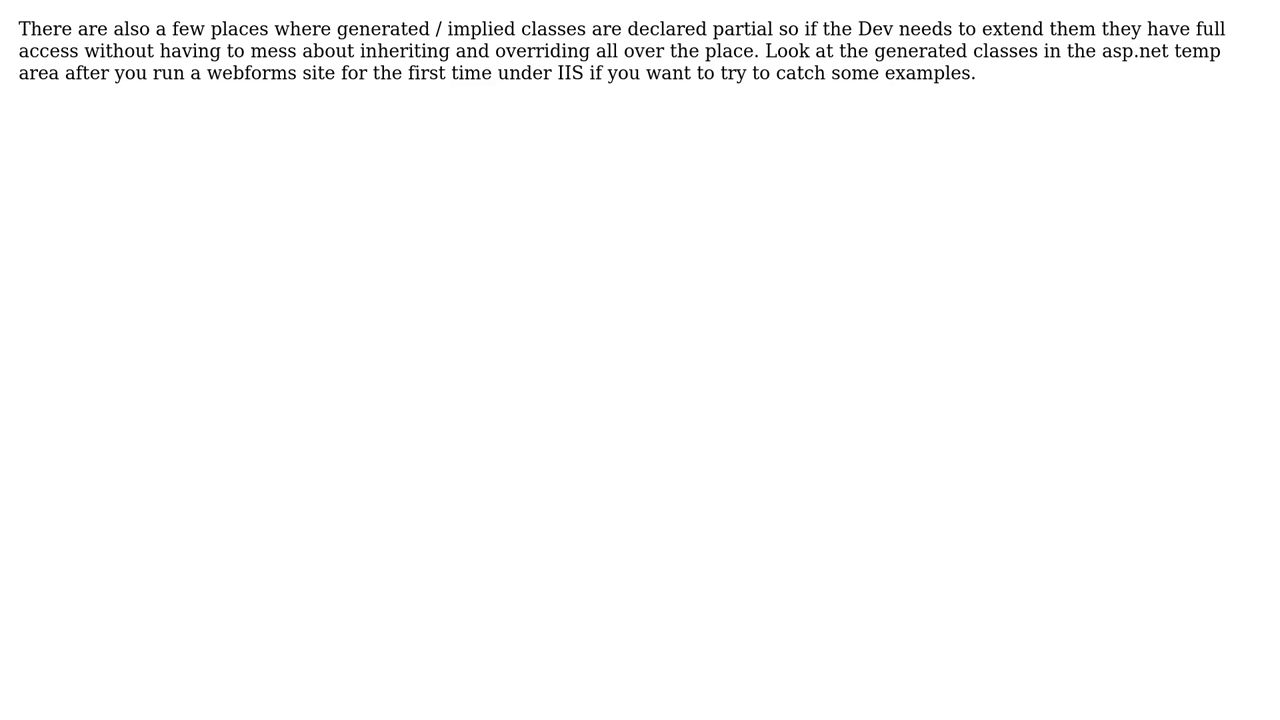 There are also a few places where generated / implied classes are declared partial so if the Dev needs to extend them they have full
access without having to mess about inheriting and overriding all over the place. Look at the generated classes in the asp.net temp
area after you run a webforms site for the first time under IIS if you want to try to catch some examples.